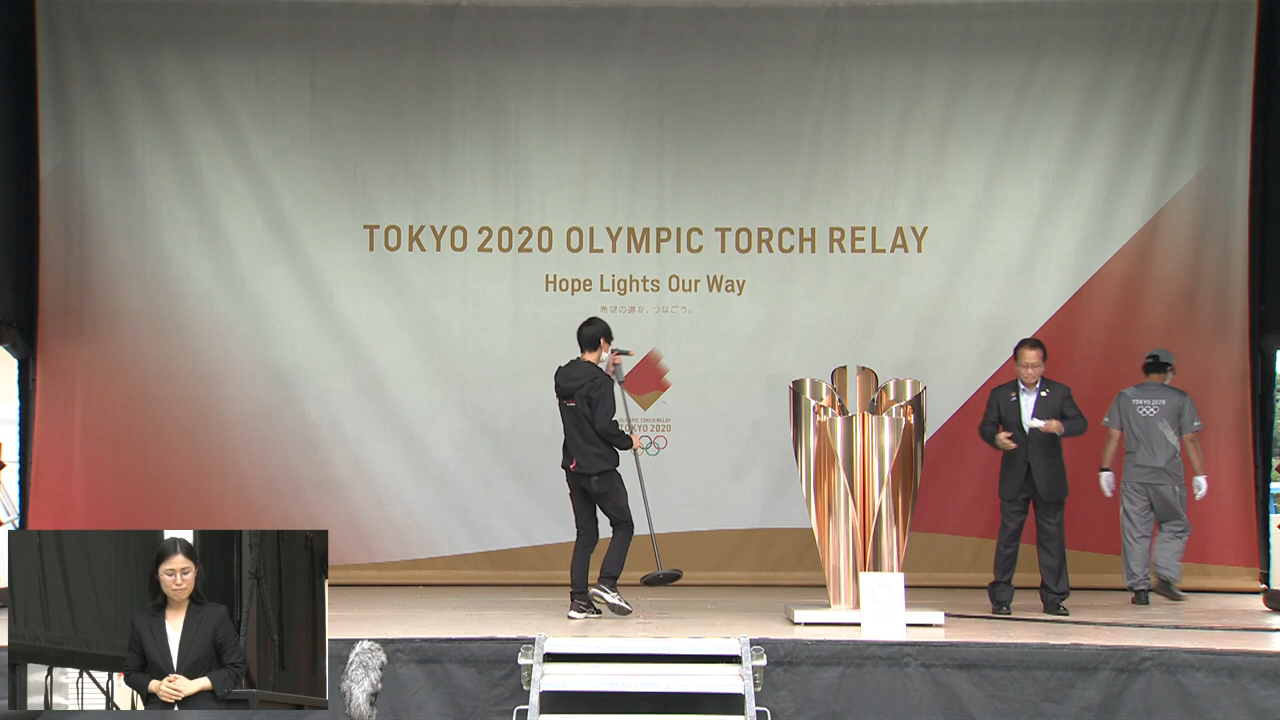 TOKYO 2020 OLYMPIC TORCH RELAY
Hope Lights Our Way
希望の道を、つなごう。
OLYMPIC TORCH RELAY
TOKYO 2020
TOKYO 2020